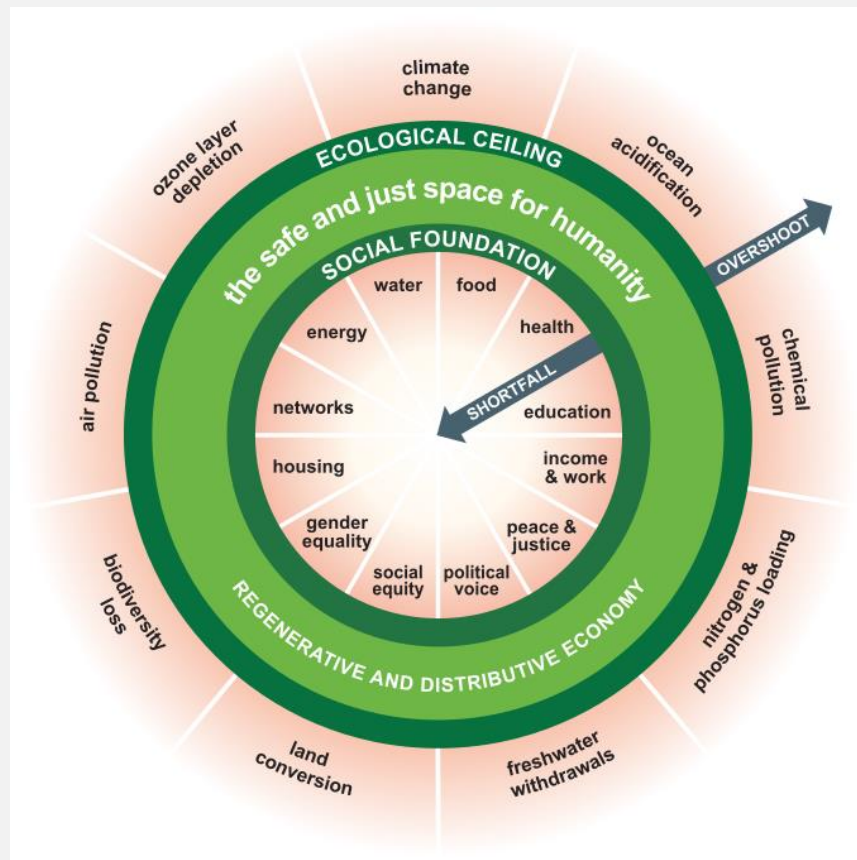 climate
change
ocean
acidification
chemical
pollution
nitrogen &
phosphorus loading
freshwater
withdrawals
land
conversion
biodiversity
loss
air pollution
ozone layer
depletion
ECOLOGICAL CEILING
the safe and just space for humanity
SOCIAL FOUNDATION
OVERSHOOT
SHORTFALL
water
food
health
education
income
& work
peace &
justice
political
voice
social
equity
gender
equality
housing
networks
energy
REGENERATIVE AND DISTRIBUTIVE ECONOMY